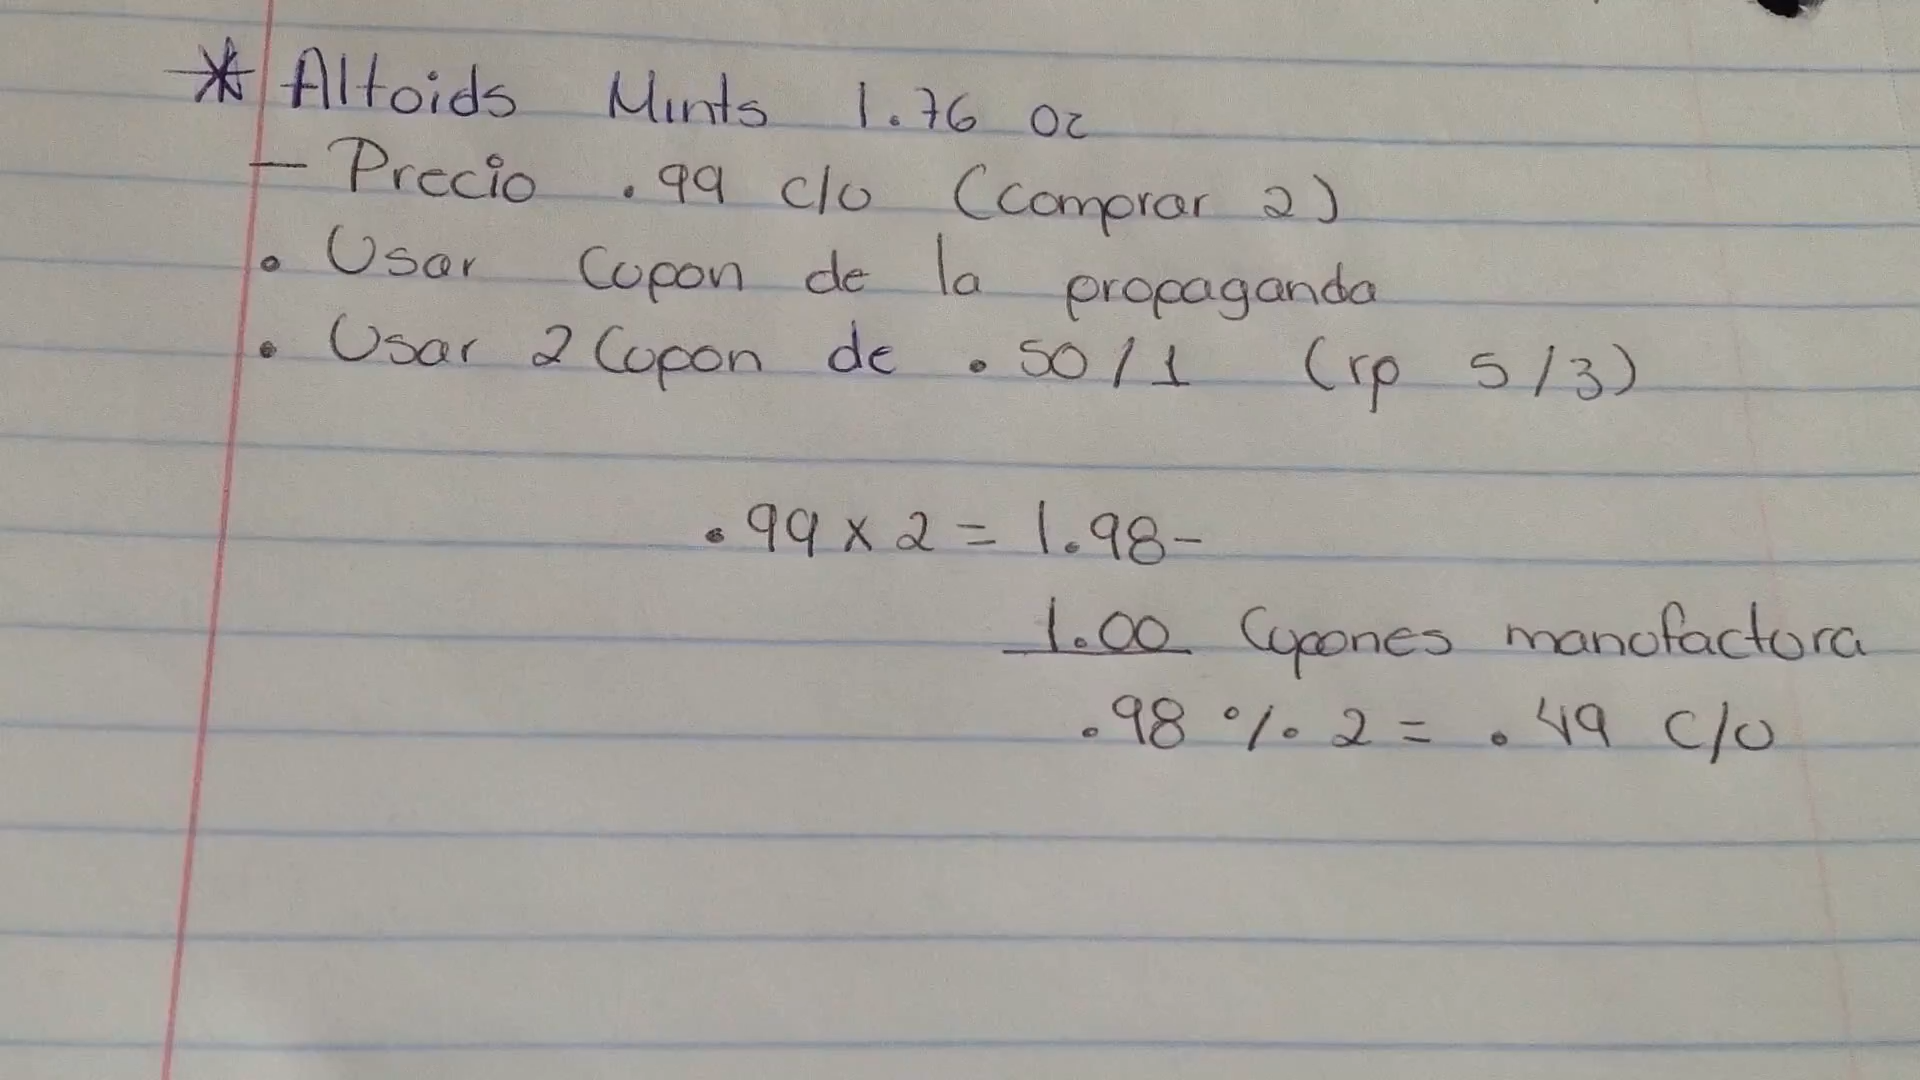 * Altoids Mints 1.76 oz
- Precio .99 c/u (comprar 2)
• Usar Cupon de la propaganda
• Usar 2 Cupon de .50/1 (rp 5/3)
.99 x 2 = 1.98-
1.00 Cupones manufactura
.98 % 2 = .49 c/u